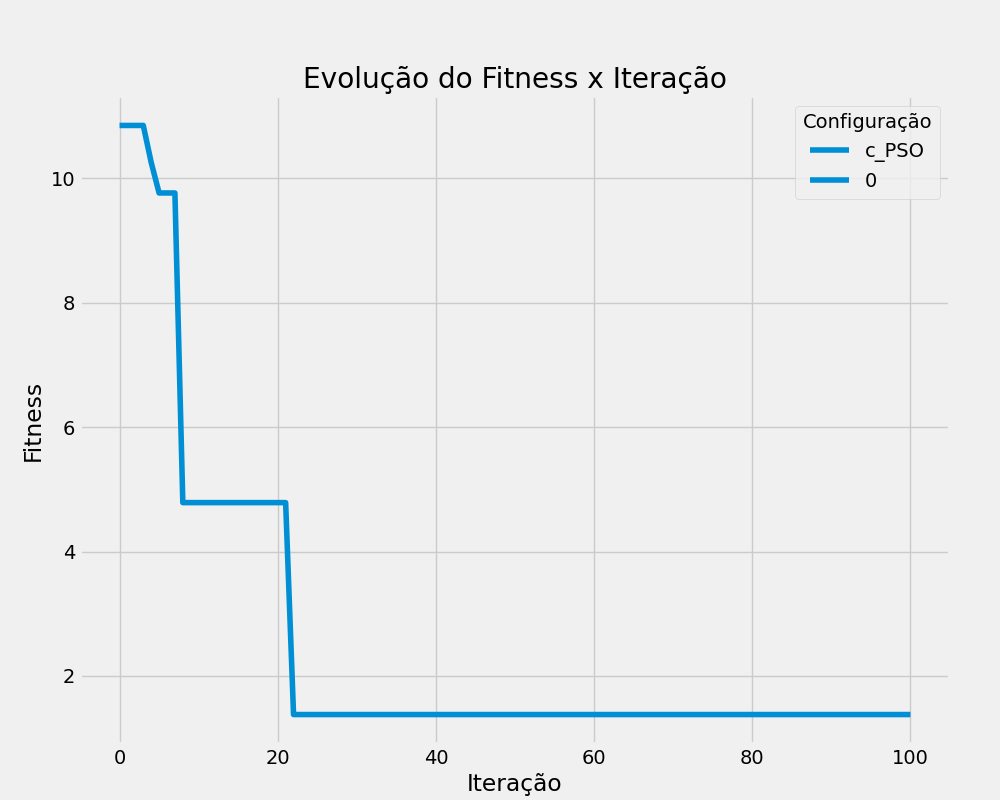 Evolução do Fitness x Iteração
Configuração
c_PSO
0
10
8
6
4
2
Fitness
0 20 40 60 80 100
Iteração